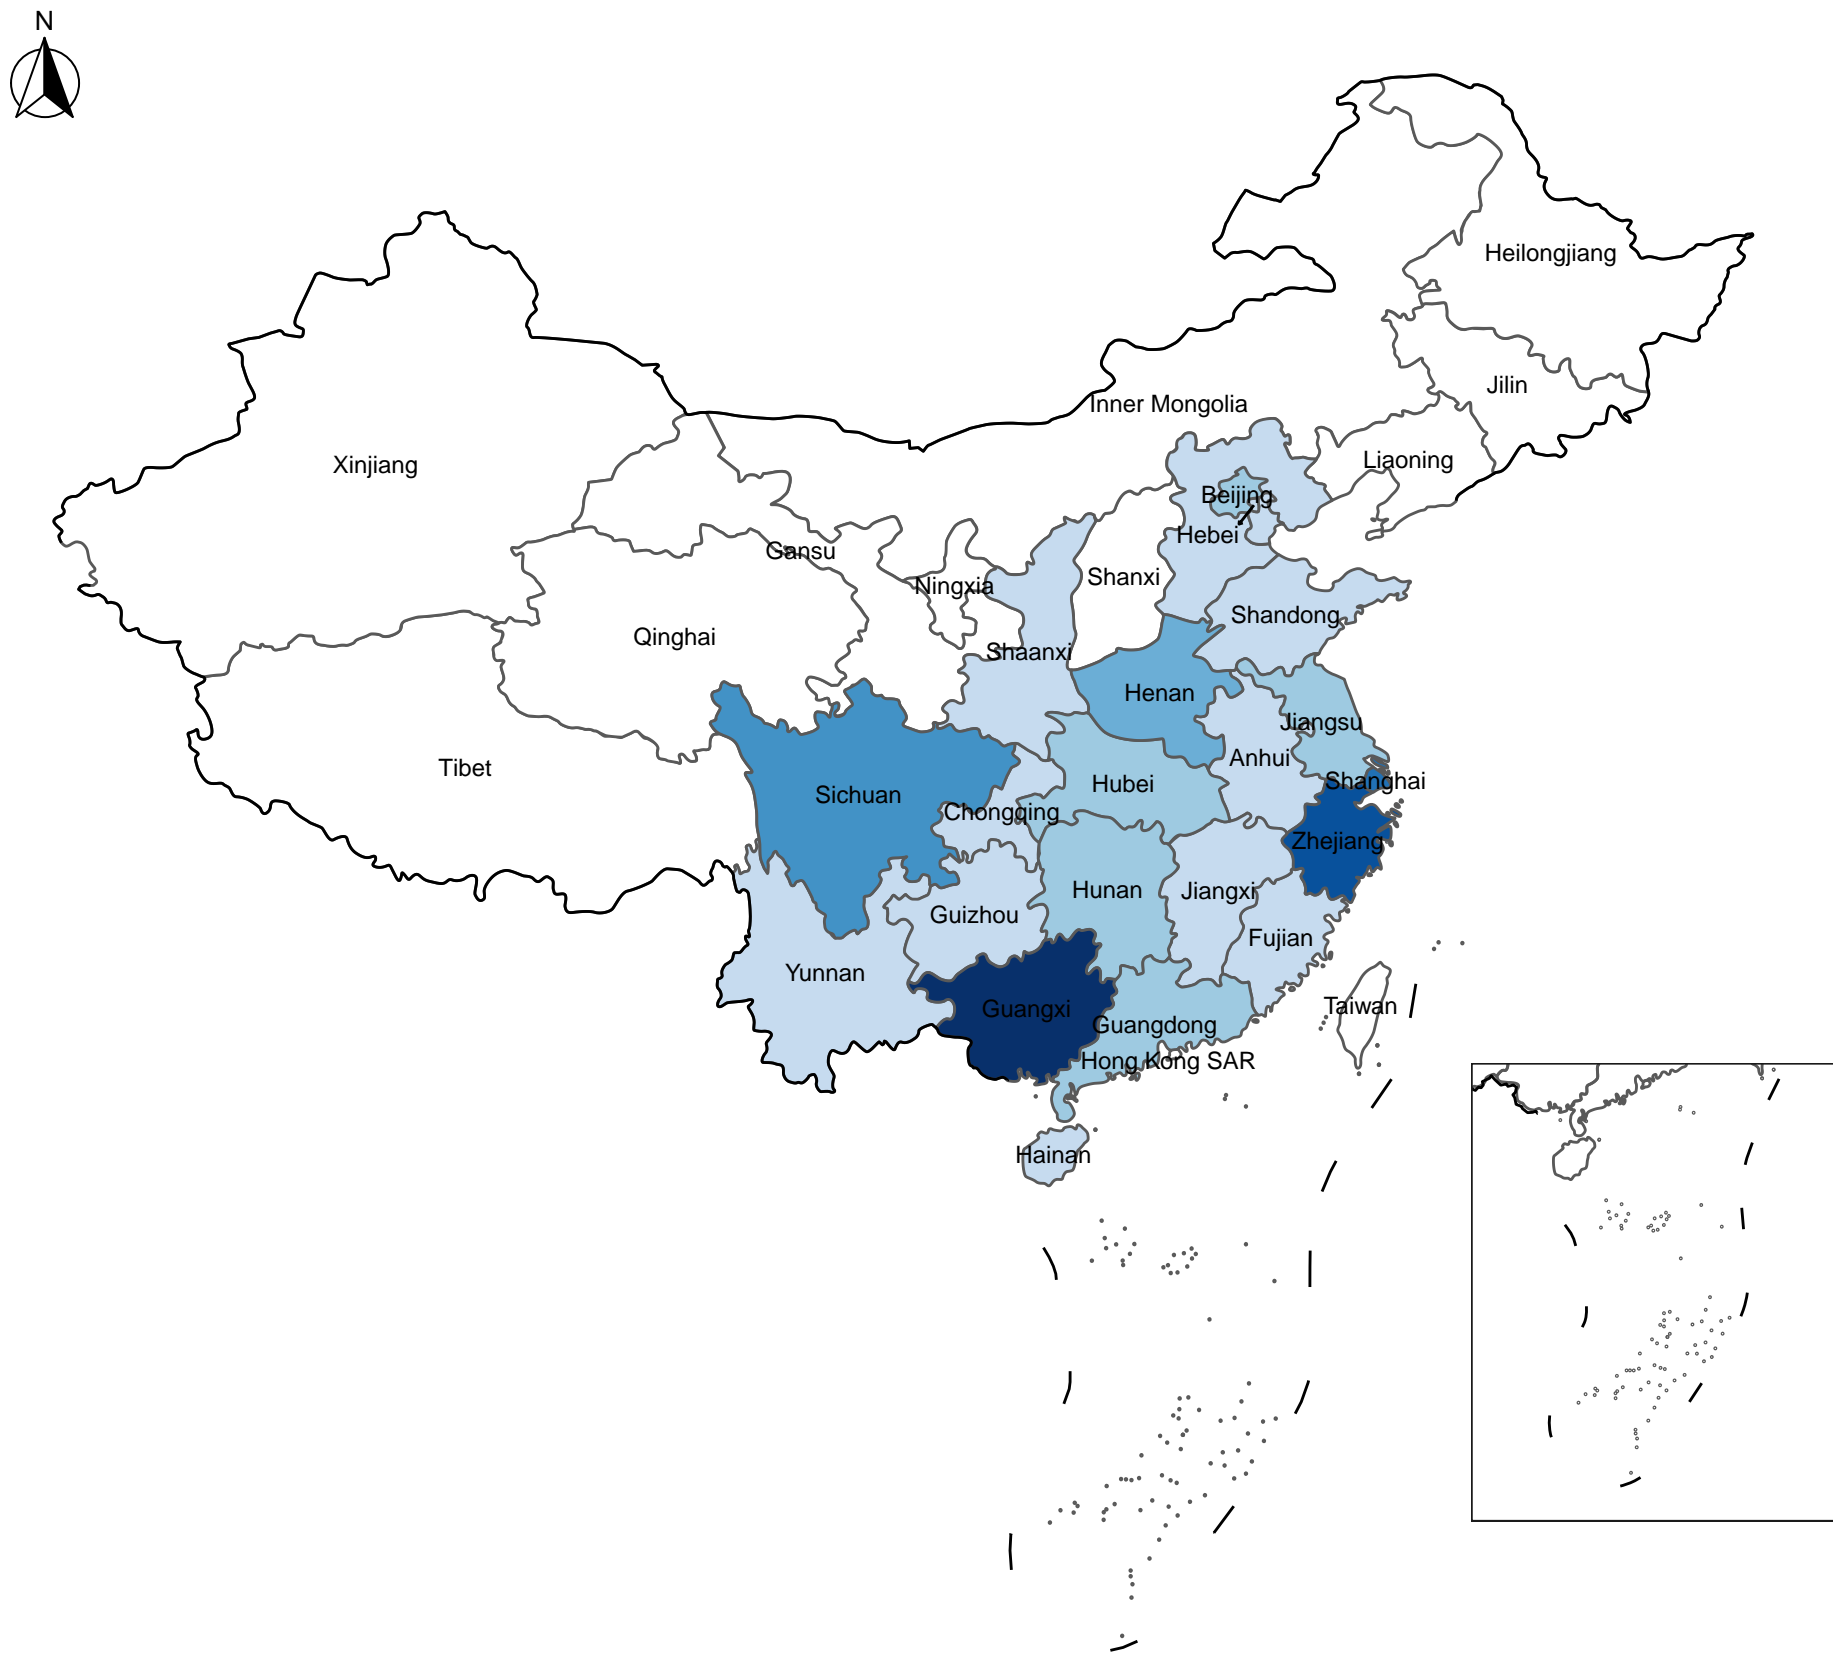 N
Heilongjiang
Jilin
Inner Mongolia
Liaoning
Xinjiang
Beijing
Hebei
Gansu
Ningxia
Shanxi
Shandong
Qinghai
Shaanxi
Henan
Jiangsu
Anhui
Tibet
Shanghai
Hubei
Sichuan
Chongqing
Zhejiang
Hunan
Jiangxi
Guizhou
Fujian
Yunnan
Guangxi
Taiwan
Guangdong
Hong Kong SAR
Hainan